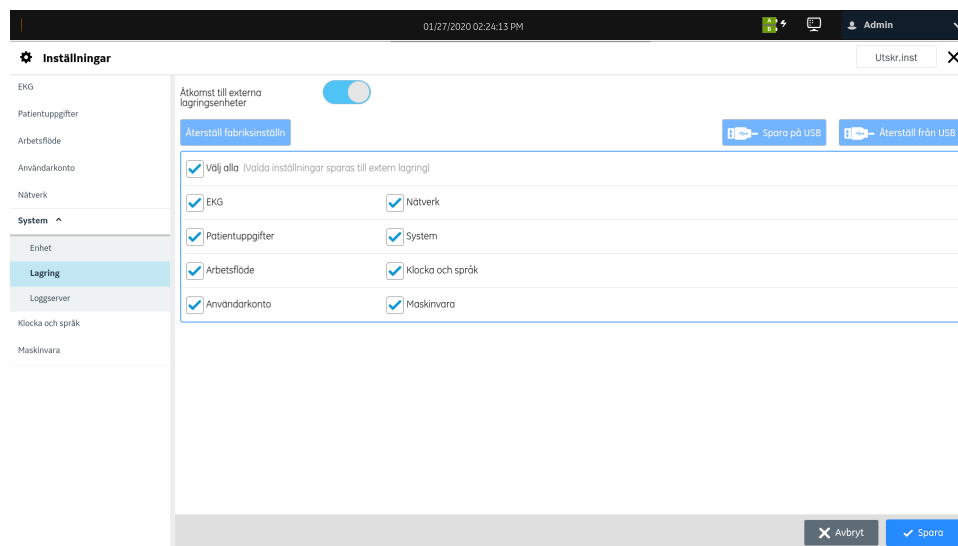 01/27/2020 02:24:13 PM
A
B
Admin
Inställningar
Utskr.inst
EKG
Patientuppgifter
Arbetsflöde
Användarkonto
Nätverk
System
Enhet
Lagring
Loggserver
Klocka och språk
Maskinvara
Åtkomst till externa
lagringsenheter
Återställ fabriksinställn
Spara på USB
Återställ från USB
Välj alla (Valda inställningar sparas till extern lagring)
EKG
Nätverk
Patientuppgifter
System
Arbetsflöde
Klocka och språk
Användarkonto
Maskinvara
Avbryt
Spara